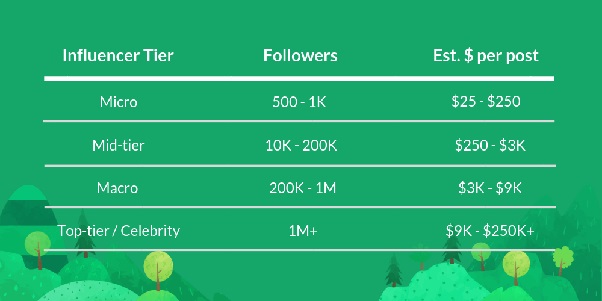 Influencer Tier Followers Est. $ per post
Micro 500 - 1K $25 - $250
Mid-tier 10K - 200K $250 - $3K
Macro 200K - 1M $3K - $9K
Top-tier / Celebrity 1M+ $9K - $250K+